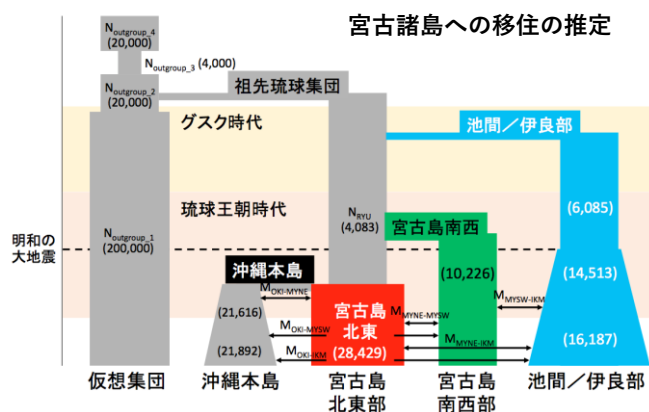 宮古諸島への移住の推定
Noutgroup_4
(20,000)
Noutgroup_3 (4,000)
Noutgroup_2
(20,000)
祖先琉球集団
グスク時代
池間／伊良部
琉球王朝時代
NRYU
(4,083)
(6,085)
宮古島南西
明和の
大地震
Noutgroup_1
(200,000)
沖縄本島
(10,226)
(14,513)
MOKI-MYNE
MMYSW-IKM
(21,616)
宮古島
北東
(28,429)
MMYNE-MYSW
MOKI-MYSW
MMYNE-IKM
(16,187)
(21,892)
MOKI-IKM
仮想集団
沖縄本島
宮古島
北東部
宮古島
南西部
池間／伊良部